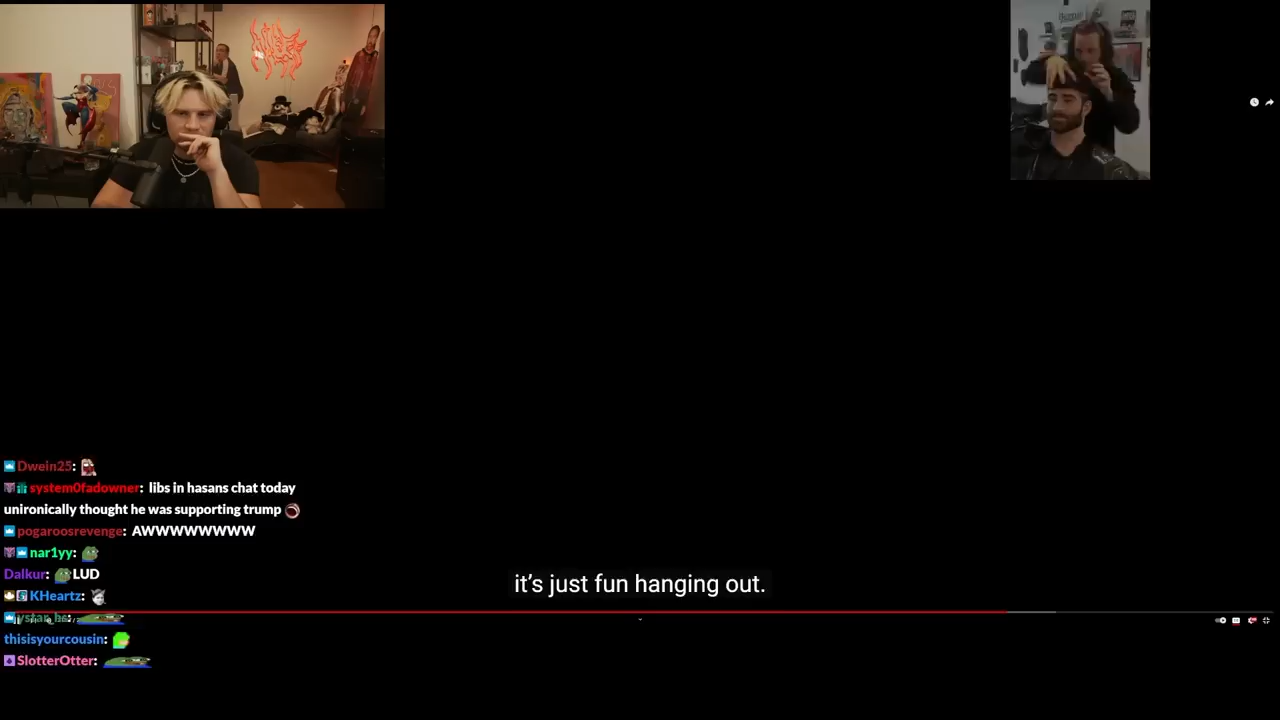 Dwein25:
system0fadowner: libs in hasans chat today
unironically thought he was supporting trump
pogaroosrevenge: AWWWWWWWW
nar1yy:
Dalkur: LUD
KHeartz:
it's just fun hanging out.
thisisyourcousin:
SlotterOtter: